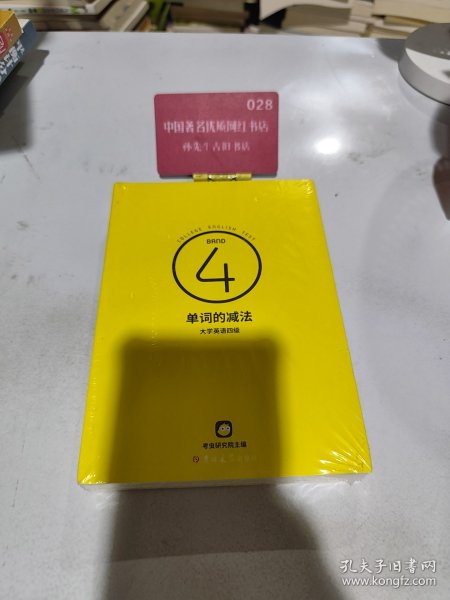 028
中国著名优质网红书店
孙先生古旧书店
COLLEGE ENGLISH TEST
BAND
4
单词的减法
大学英语四级
考虫研究院主编
孔夫子旧书网
www.kongfz.com